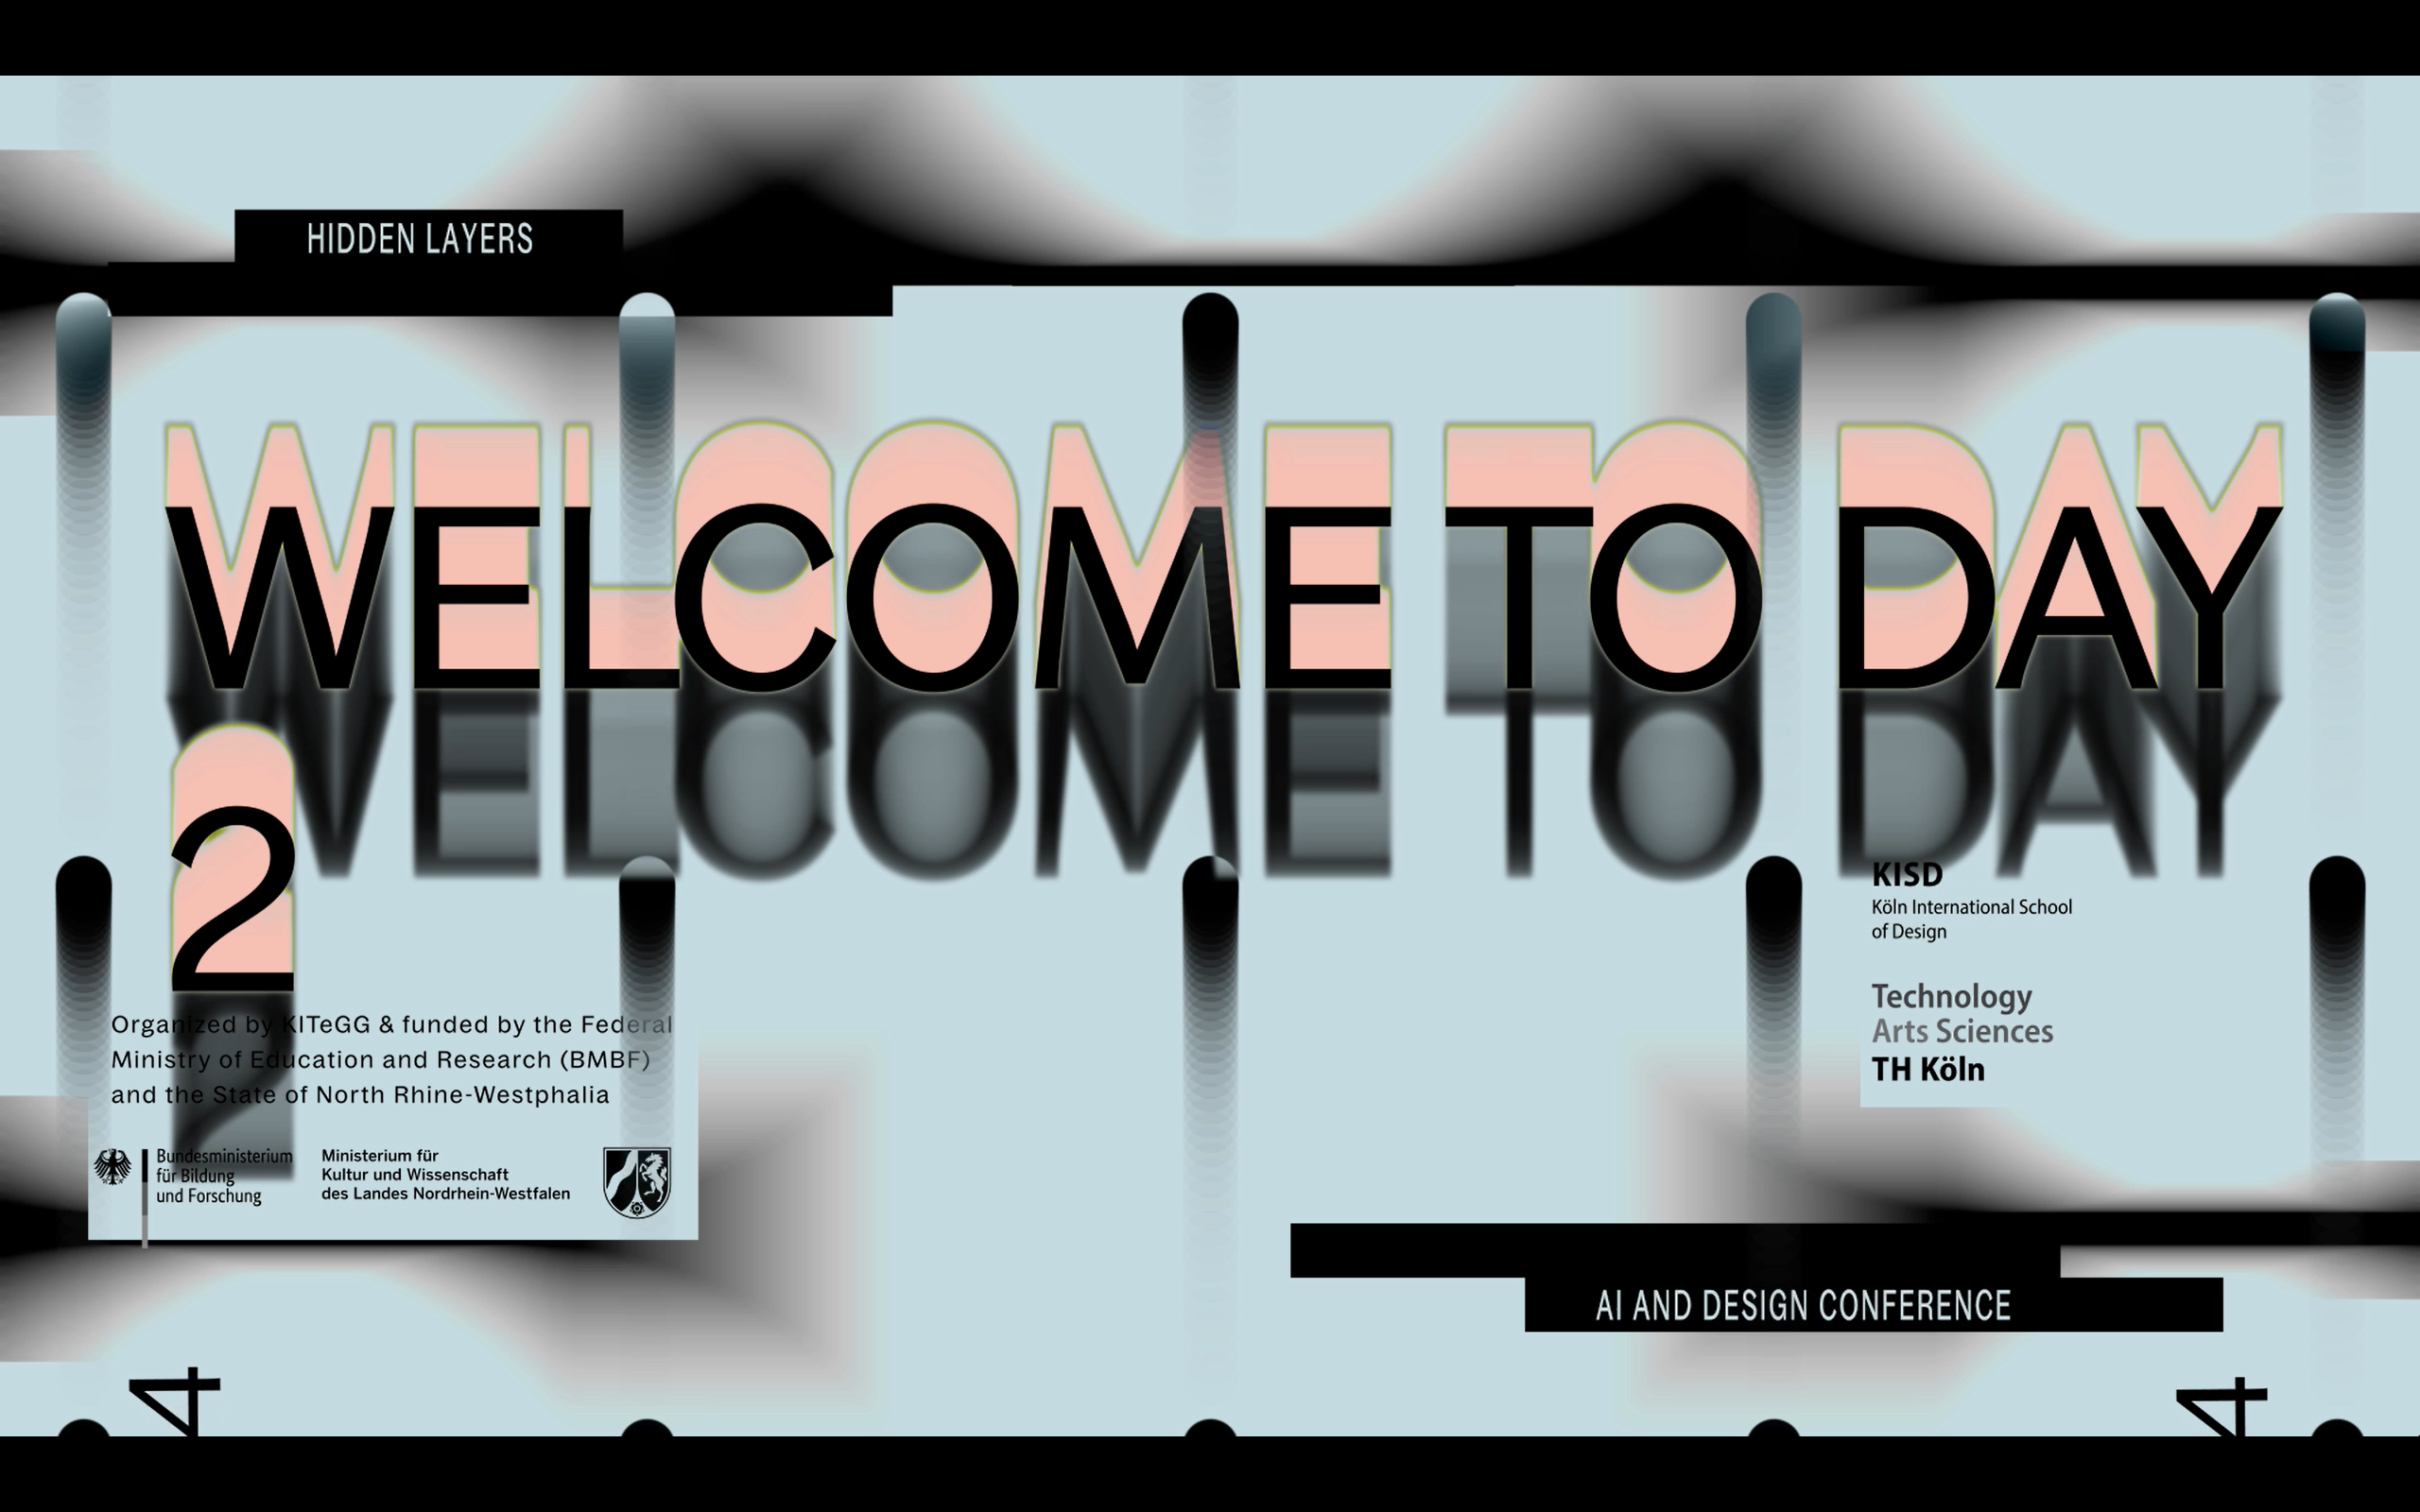 HIDDEN LAYERS
WELCOME TO DAY
2
KISD
Köln International School
of Design
Technology
Arts Sciences
TH Köln
Organized by KITeGG & funded by the Federal
Ministry of Education and Research (BMBF)
and the State of North Rhine-Westphalia
Bundesministerium
für Bildung
und Forschung
Ministerium für
Kultur und Wissenschaft
des Landes Nordrhein-Westfalen
AI AND DESIGN CONFERENCE
4
4